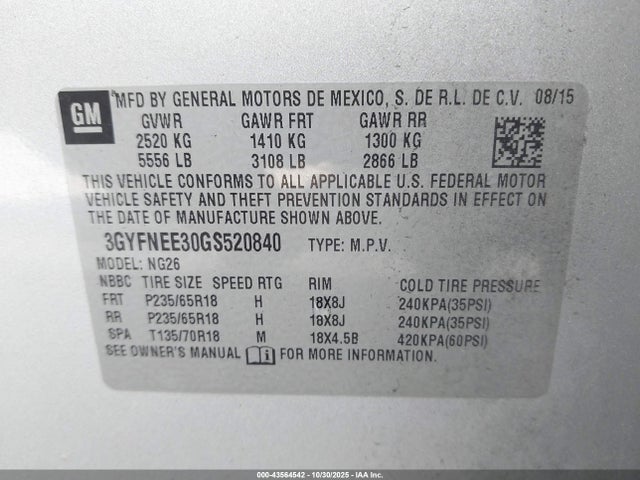 GM
MFD BY GENERAL MOTORS DE MEXICO, S. DE R.L. DE C.V. 08/15
GVWR GAWR FRT GAWR RR
2520 KG 1410 KG 1300 KG
5556 LB 3108 LB 2866 LB
THIS VEHICLE CONFORMS TO ALL APPLICABLE U.S. FEDERAL MOTOR
VEHICLE SAFETY AND THEFT PREVENTION STANDARDS IN EFFECT ON
THE DATE OF MANUFACTURE SHOWN ABOVE.
3GYFNEE30GS520840 TYPE: M.P.V.
MODEL: NG26
NBBC TIRE SIZE SPEED RTG RIM COLD TIRE PRESSURE
FRT P235/65R18 H 18X8J 240KPA(35PSI)
RR P235/65R18 H 18X8J 240KPA(35PSI)
SPA T135/70R18 M 18X4.5B 420KPA(60PSI)
SEE OWNER'S MANUAL FOR MORE INFORMATION.
000-43564542 - 10/30/2025 - IAA Inc.